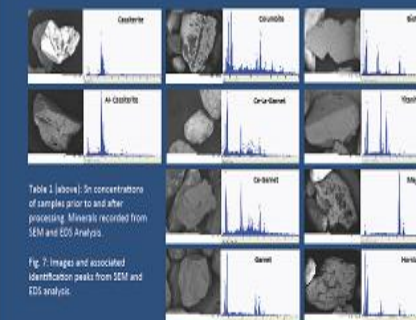 Cassiterite
Columbite
Al-Cassiterite
Ce-La-Garnet
Ce-Garnet
Garnet
Table 1 (above): Sn concentrations
of samples prior to and after
processing. Minerals recorded from
SEM and EDS Analysis.
Fig. 7: Images and associated
identification peaks from SEM and
EDS analysis.